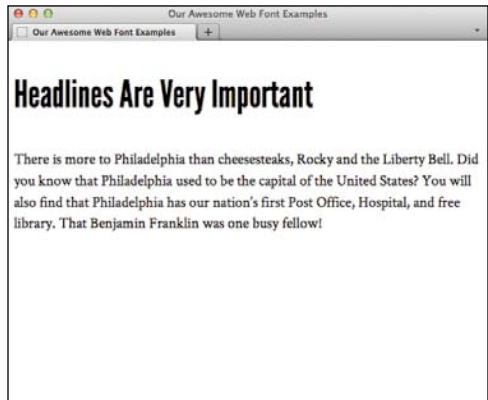 Our Awesome Web Font Examples
Our Awesome Web Font Examples
Headlines Are Very Important
There is more to Philadelphia than cheesesteaks, Rocky and the Liberty Bell. Did
you know that Philadelphia used to be the capital of the United States? You will
also find that Philadelphia has our nation's first Post Office, Hospital, and free
library. That Benjamin Franklin was one busy fellow!